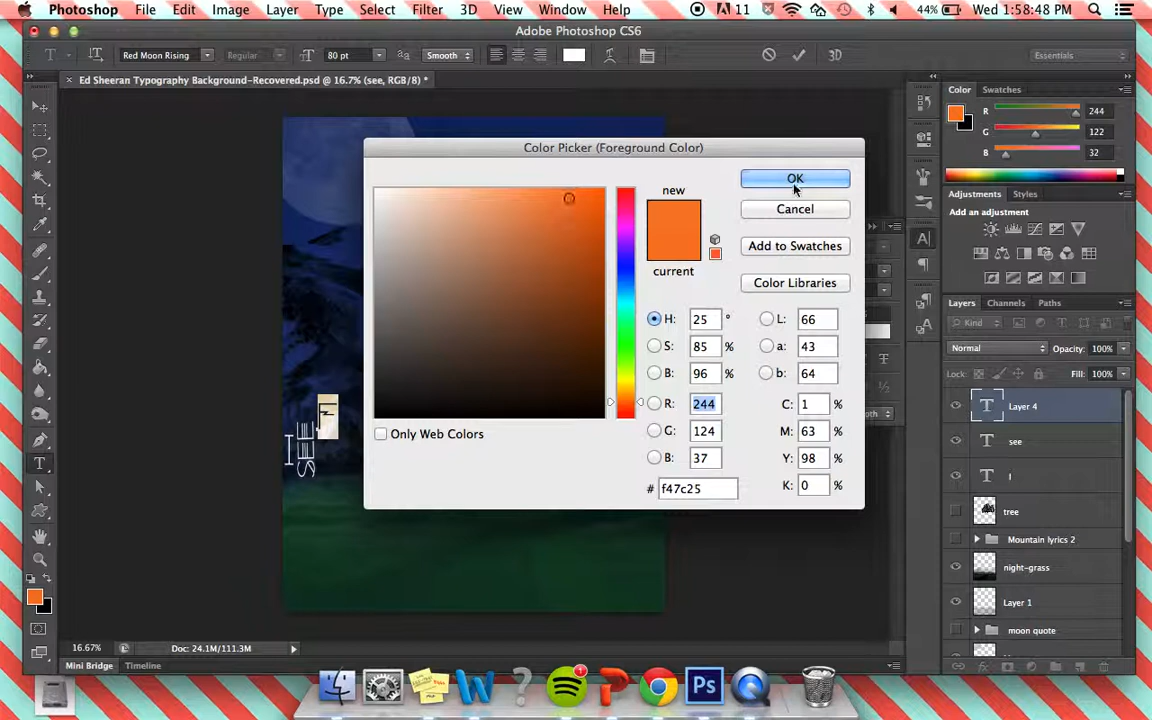 Photoshop File Edit Image Layer Type Select Filter 3D View Window Help 11 44% Wed 1:58:48 PM
Adobe Photoshop CS6
T Red Moon Rising Regular T 80 pt aa Smooth 3D Essentials
× Ed Sheeran Typography Background-Recovered.psd @ 16.7% (see, RGB/8) *
Color Swatches
R 244
G 122
B 32
Adjustments Styles
Add an adjustment
Layers Channels Paths
Kind
Normal Opacity: 100%
Lock: Fill: 100%
T Layer 4
T see
T I
tree
Mountain lyrics 2
night-grass
Layer 1
moon quote
Color Picker (Foreground Color)
new
current
OK
Cancel
Add to Swatches
Color Libraries
H: 25 °
S: 85 %
B: 96 %
R: 244
G: 124
B: 37
# f47c25
L: 66
a: 43
b: 64
C: 1 %
M: 63 %
Y: 98 %
K: 0 %
Only Web Colors
I
SEE
F
16.67% Doc: 24.1M/111.3M
Mini Bridge Timeline
W ? P Ps